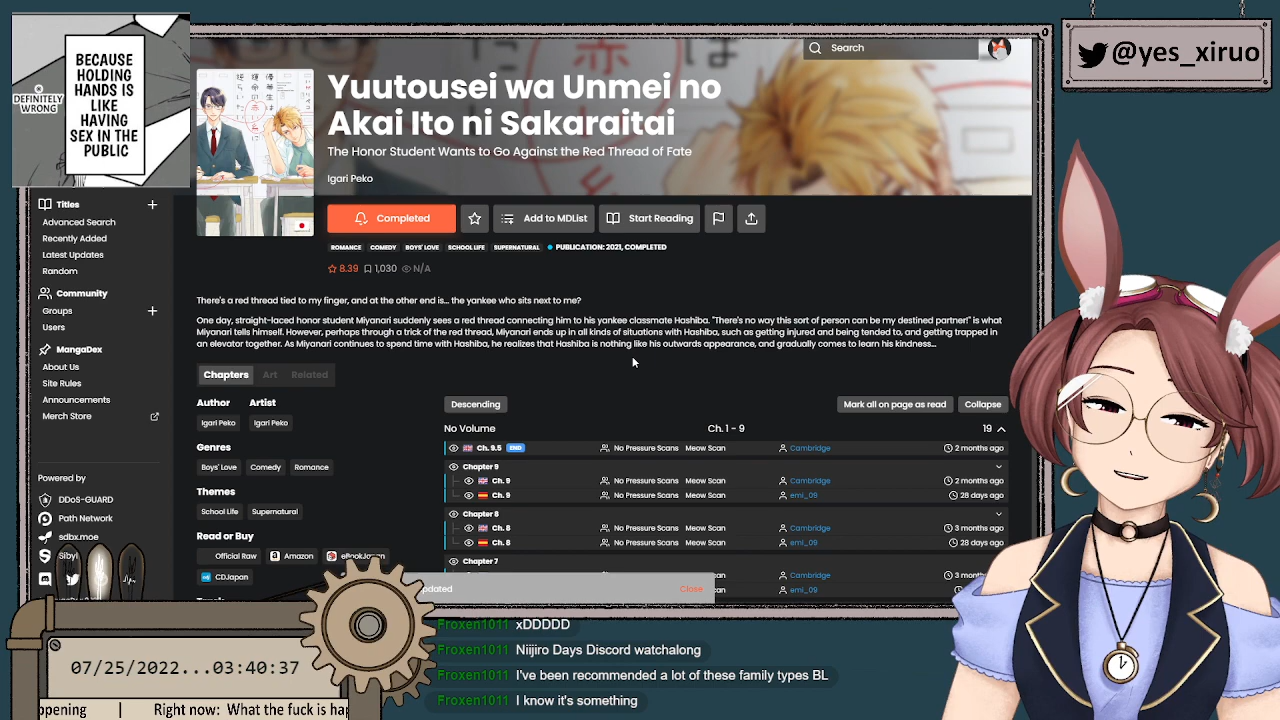 BECAUSE
HOLDING
HANDS IS
LIKE
HAVING
SEX IN THE
PUBLIC
DEFINITELY
WRONG
@yes_xiruo
Search
Yuutousei wa Unmei no
Akai Ito ni Sakaraitai
The Honor Student Wants to Go Against the Red Thread of Fate
Igari Peko
Completed
Add to MDList
Start Reading
ROMANCE COMEDY BOYS' LOVE SCHOOL LIFE SUPERNATURAL PUBLICATION: 2021, COMPLETED
8.39 1,030 N/A
There's a red thread tied to my finger, and at the other end is... the yankee who sits next to me?
One day, straight-laced honor student Miyanari suddenly sees a red thread connecting him to his yankee classmate Hashiba. "There's no way this sort of person can be my destined partner!" is what
Miyanari tells himself. However, perhaps through a trick of the red thread, Miyanari ends up in all kinds of situations with Hashiba, such as getting injured and being tended to, and getting trapped in
an elevator together. As Miyanari continues to spend time with Hashiba, he realizes that Hashiba is nothing like his outwards appearance, and gradually comes to learn his kindness...
Titles
Advanced Search
Recently Added
Latest Updates
Random
Community
Groups
Users
MangaDex
About Us
Site Rules
Announcements
Merch Store
Powered by
DDoS-GUARD
Path Network
sdbx.moe
Chapters Art Related
Author Artist
Igari Peko Igari Peko
Genres
Boys' Love Comedy Romance
Themes
School Life Supernatural
Read or Buy
Official Raw Amazon eBookJapan
CDJapan
Descending Mark all on page as read Collapse
No Volume Ch. 1 - 9 19
Ch. 9.5 END No Pressure Scans Meow Scan Cambridge 2 months ago
Chapter 9
Ch. 9 No Pressure Scans Meow Scan Cambridge 2 months ago
Ch. 9 No Pressure Scans Meow Scan emi_09 28 days ago
Chapter 8
Ch. 8 No Pressure Scans Meow Scan Cambridge 3 months ago
Ch. 8 No Pressure Scans Meow Scan emi_09 28 days ago
Chapter 7
Cambridge
emi_09
Close
Froxen1011 xDDDDD
Froxen1011 Niijiro Days Discord watchalong
Froxen1011 I've been recommended a lot of these family types BL
Froxen1011 I know it's something
07/25/2022...03:40:37
| Right now: What the fuck is